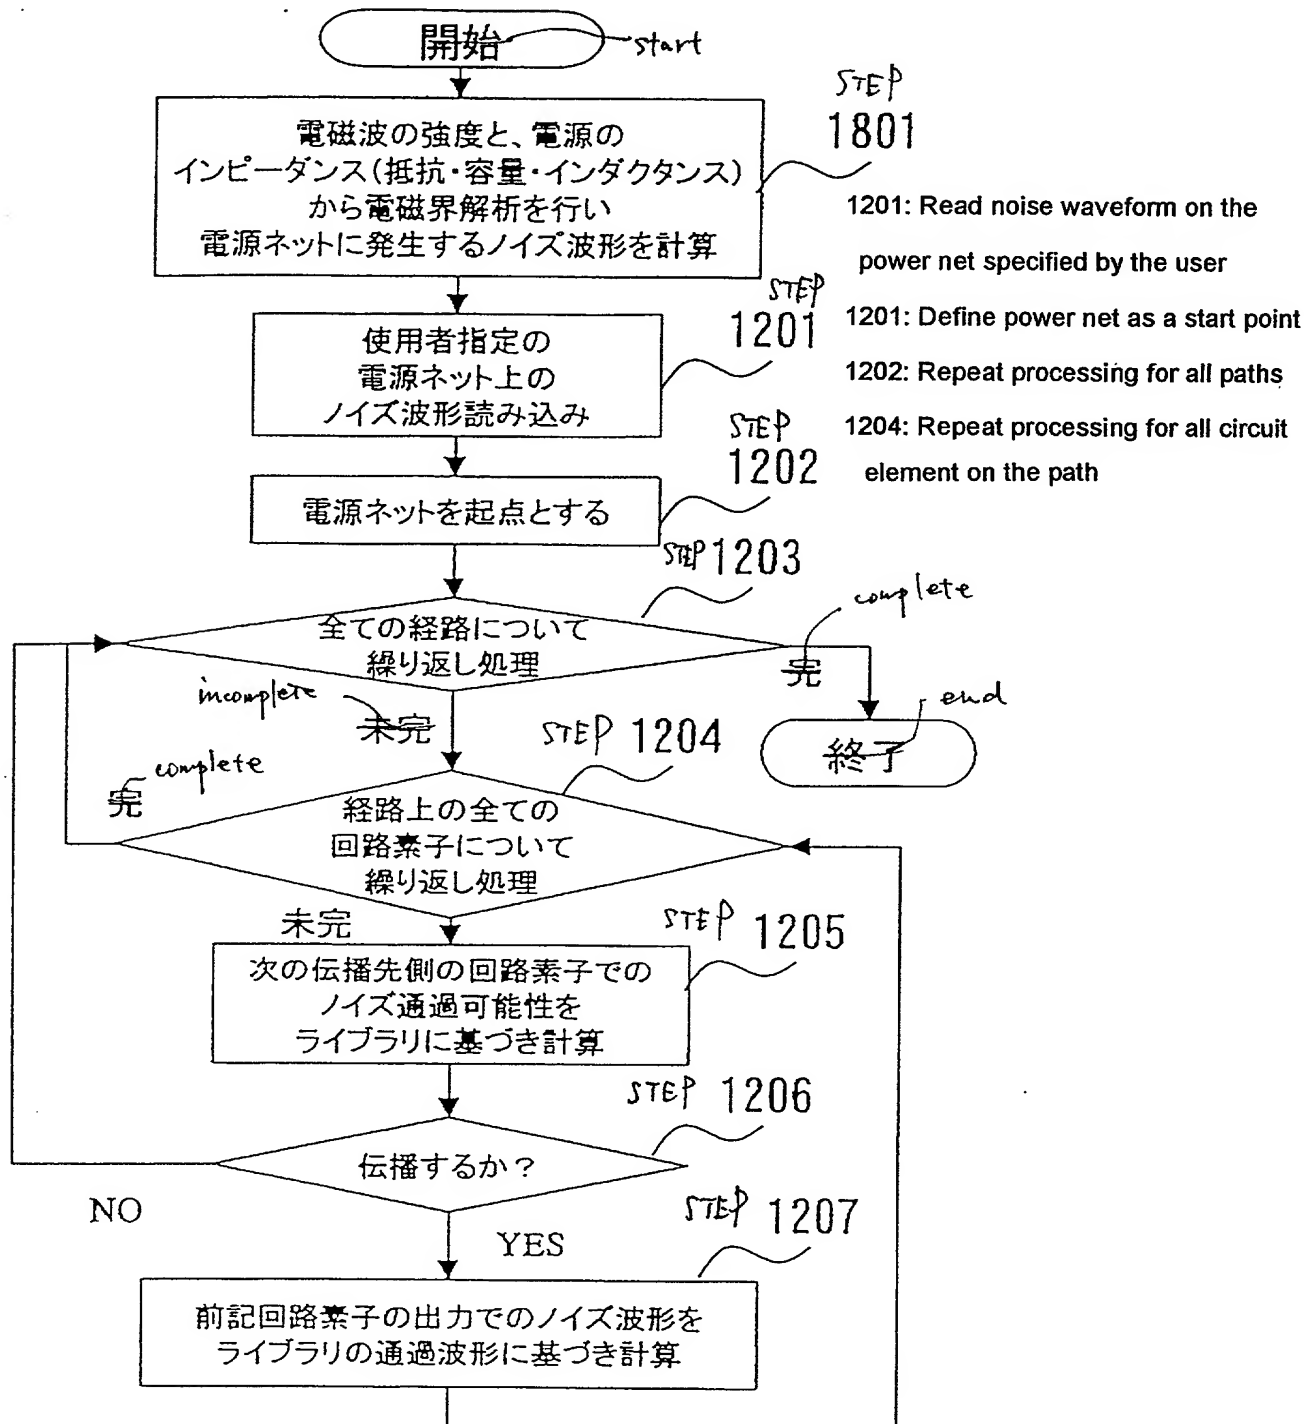 開始
start
STEP
1801
電磁波の強度と、電源の
インピーダンス(抵抗・容量・インダクタンス)
から電磁界解析を行い
電源ネットに発生するノイズ波形を計算
1201: Read noise waveform on the
power net specified by the user
1201: Define power net as a start point
1202: Repeat processing for all paths
1204: Repeat processing for all circuit
element on the path
STEP
1201
使用者指定の
電源ネット上の
ノイズ波形読み込み
STEP
1202
電源ネットを起点とする
STEP 1203
全ての経路について
繰り返し処理
complete
完
incomplete
未完
end
終了
complete
完
STEP 1204
経路上の全ての
回路素子について
繰り返し処理
未完
STEP 1205
次の伝播先側の回路素子での
ノイズ通過可能性を
ライブラリに基づき計算
STEP 1206
伝播するか?
NO
YES
STEP 1207
前記回路素子の出力でのノイズ波形を
ライブラリの通過波形に基づき計算